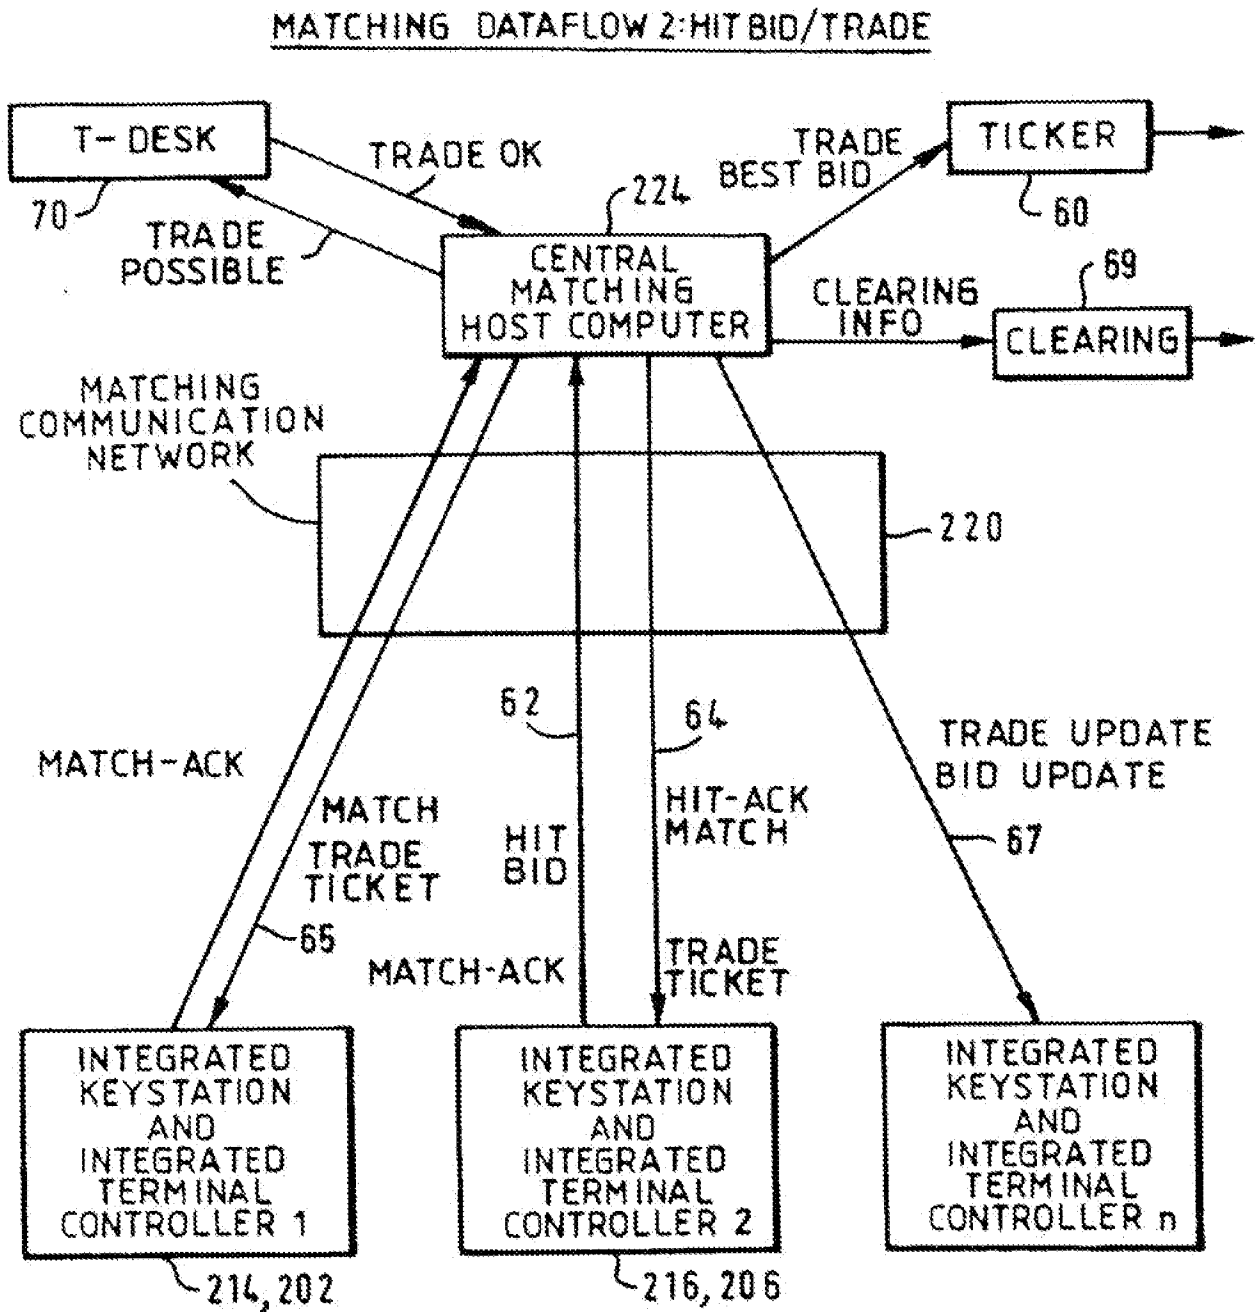 MATCHING DATAFLOW 2:HIT BID/TRADE
T-DESK
70
TRADE OK
TRADE
POSSIBLE
224
CENTRAL
MATCHING
HOST COMPUTER
TRADE
BEST BID
TICKER
60
CLEARING
INFO
69
CLEARING
MATCHING
COMMUNICATION
NETWORK
220
MATCH-ACK
MATCH
TRADE
TICKET
65
62
HIT
BID
MATCH-ACK
64
HIT-ACK
MATCH
TRADE
TICKET
TRADE UPDATE
BID UPDATE
67
INTEGRATED
KEYSTATION
AND
INTEGRATED
TERMINAL
CONTROLLER 1
214,202
INTEGRATED
KEYSTATION
AND
INTEGRATED
TERMINAL
CONTROLLER 2
216,206
INTEGRATED
KEYSTATION
AND
INTEGRATED
TERMINAL
CONTROLLER n